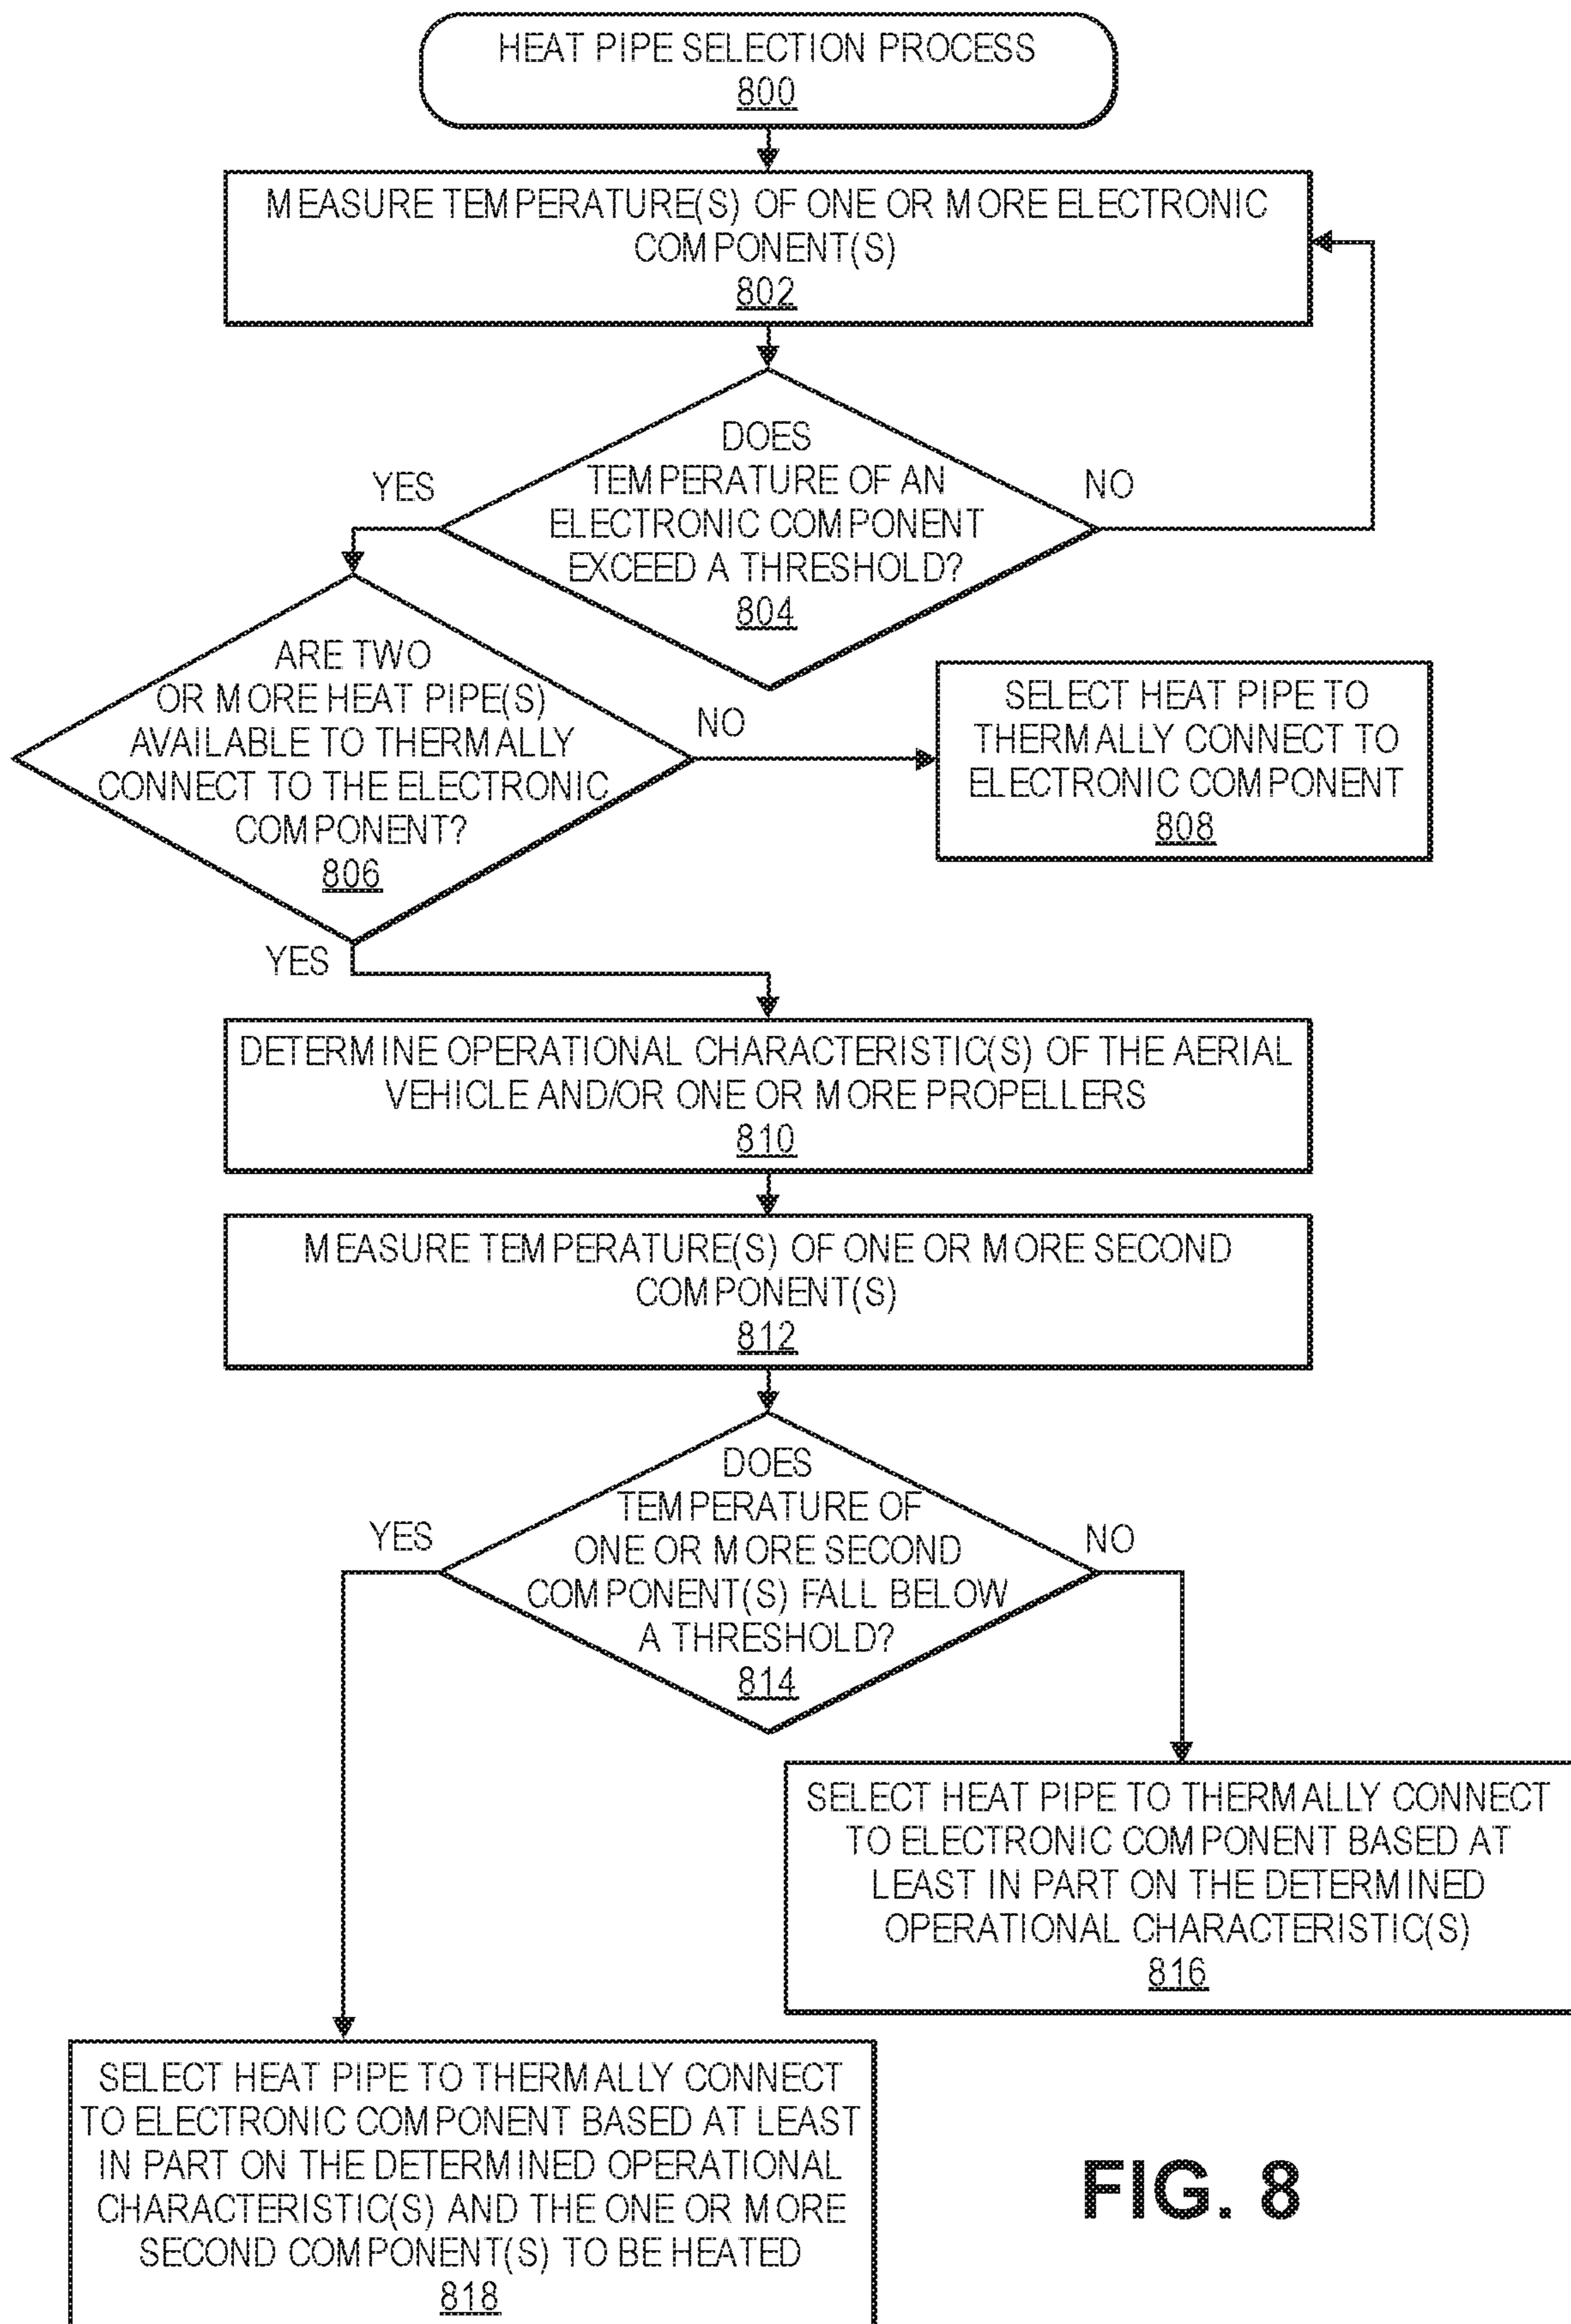 HEAT PIPE SELECTION PROCESS
800
MEASURE TEMPERATURE(S) OF ONE OR MORE ELECTRONIC
COMPONENT(S)
802
DOES
TEMPERATURE OF AN
ELECTRONIC COMPONENT
EXCEED A THRESHOLD?
804
YES
NO
ARE TWO
OR MORE HEAT PIPE(S)
AVAILABLE TO THERMALLY
CONNECT TO THE ELECTRONIC
COMPONENT?
806
NO
SELECT HEAT PIPE TO
THERMALLY CONNECT TO
ELECTRONIC COMPONENT
808
YES
DETERMINE OPERATIONAL CHARACTERISTIC(S) OF THE AERIAL
VEHICLE AND/OR ONE OR MORE PROPELLERS
810
MEASURE TEMPERATURE(S) OF ONE OR MORE SECOND
COMPONENT(S)
812
DOES
TEMPERATURE OF
ONE OR MORE SECOND
COMPONENT(S) FALL BELOW
A THRESHOLD?
814
YES
NO
SELECT HEAT PIPE TO THERMALLY CONNECT
TO ELECTRONIC COMPONENT BASED AT
LEAST IN PART ON THE DETERMINED
OPERATIONAL CHARACTERISTIC(S)
816
SELECT HEAT PIPE TO THERMALLY CONNECT
TO ELECTRONIC COMPONENT BASED AT LEAST
IN PART ON THE DETERMINED OPERATIONAL
CHARACTERISTIC(S) AND THE ONE OR MORE
SECOND COMPONENT(S) TO BE HEATED
818
FIG. 8